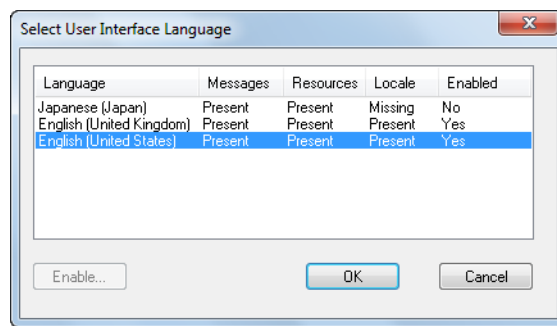 Select User Interface Language
Language Messages Resources Locale Enabled
Japanese (Japan) Present Present Missing No
English (United Kingdom) Present Present Present Yes
English (United States) Present Present Present Yes
Enable... OK Cancel